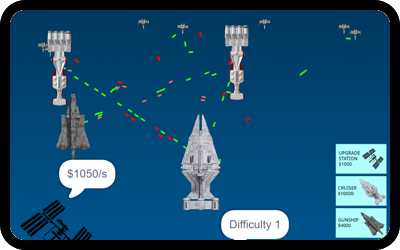 $1050/s
Difficulty 1
UPGRADE
STATION
$1000
CRUISER
$10000
GUNSHIP
$4000